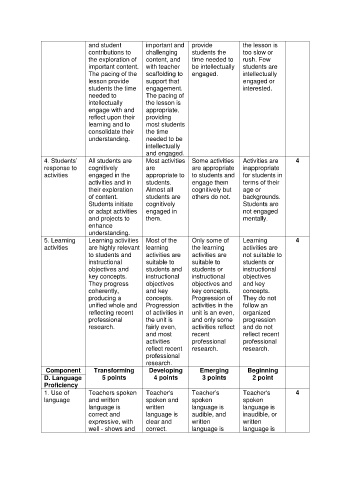 and student
contributions to
the exploration of
important content.
The pacing of the
lesson provide
students the time
needed to
intellectually
engage with and
reflect upon their
learning and to
consolidate their
understanding.
important and
challenging
content, and
with teacher
scaffolding to
support that
engagement.
The pacing of
the lesson is
appropriate,
providing
most students
the time
needed to be
intellectually
and engaged.
provide
students the
time needed to
be intellectually
engaged.
the lesson is
too slow or
rush. Few
students are
intellectually
engaged or
interested.
4. Students'
response to
activities
All students are
cognitively
engaged in the
activities and in
their exploration
of content.
Students initiate
or adapt activities
and projects to
enhance
understanding.
Most activities
are
appropriate to
students.
Almost all
students are
cognitively
engaged in
them.
Some activities
are appropriate
to students and
engage them
cognitively but
others do not.
Activities are
inappropriate
for students in
terms of their
age or
backgrounds.
Students are
not engaged
mentally.
4
5. Learning
activities
Learning activities
are highly relevant
to students and
instructional
objectives and
key concepts.
They progress
coherently,
producing a
unified whole and
reflecting recent
professional
research.
Most of the
learning
activities are
suitable to
students and
instructional
objectives
and key
concepts.
Progression
of activities in
the unit is
fairly even,
and most
activities
reflect recent
professional
research.
Only some of
the learning
activities are
suitable to
students or
instructional
objectives and
key concepts.
Progression of
activities in the
unit is an even,
and only some
activities reflect
recent
professional
research.
Learning
activities are
not suitable to
students or
instructional
objectives
and key
concepts.
They do not
follow an
organized
progression
and do not
reflect recent
professional
research.
4
Component
Transforming
5 points
Developing
4 points
Emerging
3 points
Beginning
2 point
D. Language
Proficiency
1. Use of
language
Teachers spoken
and written
language is
correct and
expressive, with
well - shows and
Teacher's
spoken and
written
language is
clear and
correct.
Teacher's
spoken
language is
audible, and
written
language is
Teacher's
spoken
language is
inaudible, or
written
language is
4